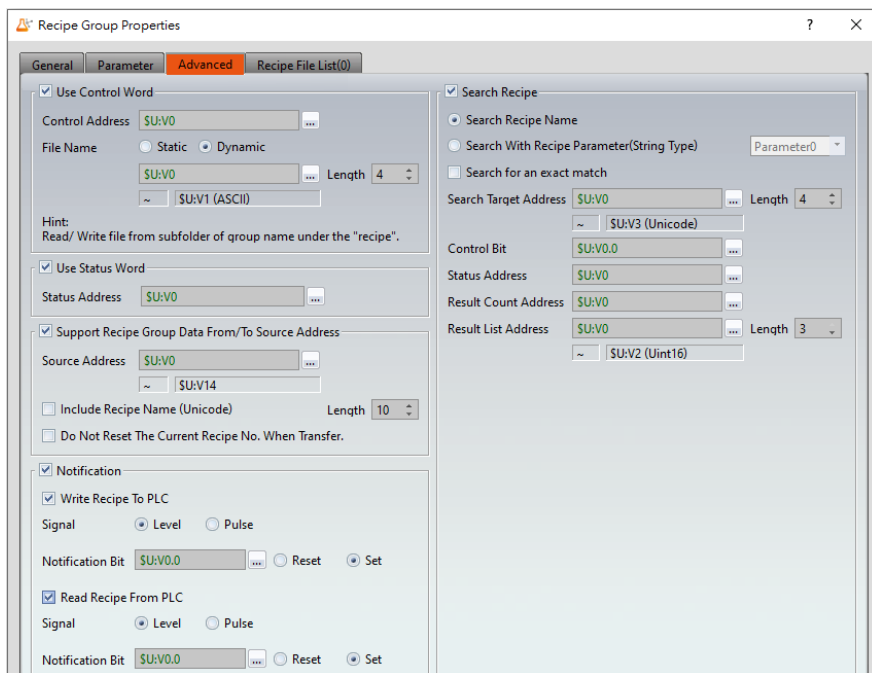 Recipe Group Properties
? ×
General Parameter Advanced Recipe File List(0)
Use Control Word
Control Address $U:V0 ...
File Name Static Dynamic
$U:V0 ... Length 4
~ $U:V1 (ASCII)
Hint:
Read/ Write file from subfolder of group name under the "recipe".
Use Status Word
Status Address $U:V0 ...
Support Recipe Group Data From/To Source Address
Source Address $U:V0 ...
~ $U:V14
Include Recipe Name (Unicode) Length 10
Do Not Reset The Current Recipe No. When Transfer.
Notification
Write Recipe To PLC
Signal Level Pulse
Notification Bit $U:V0.0 ... Reset Set
Read Recipe From PLC
Signal Level Pulse
Notification Bit $U:V0.0 ... Reset Set
Search Recipe
Search Recipe Name
Search With Recipe Parameter(String Type) Parameter0
Search for an exact match
Search Target Address $U:V0 ... Length 4
~ $U:V3 (Unicode)
Control Bit $U:V0.0 ...
Status Address $U:V0 ...
Result Count Address $U:V0 ...
Result List Address $U:V0 ... Length 3
~ $U:V2 (Uint16)